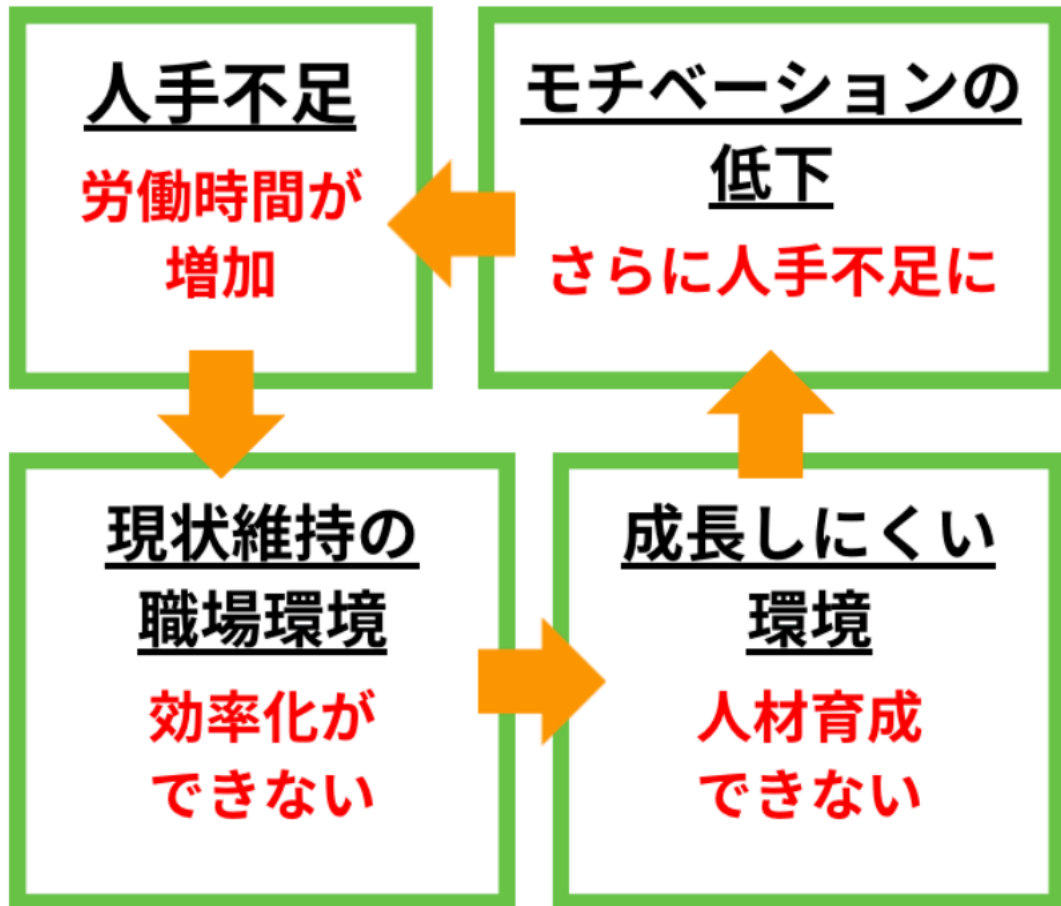 人手不足
労働時間が
増加
モチベーションの
低下
さらに人手不足に
現状維持の
職場環境
効率化が
できない
成長しにくい
環境
人材育成
できない